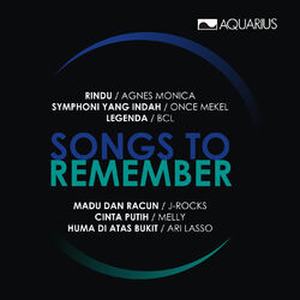 AQUARIUS
RINDU / AGNES MONICA
SYMPHONI YANG INDAH / ONCE MEKEL
LEGENDA / BCL
SONGS TO
REMEMBER
MADU DAN RACUN / J-ROCKS
CINTA PUTIH / MELLY
HUMA DI ATAS BUKIT / ARI LASSO